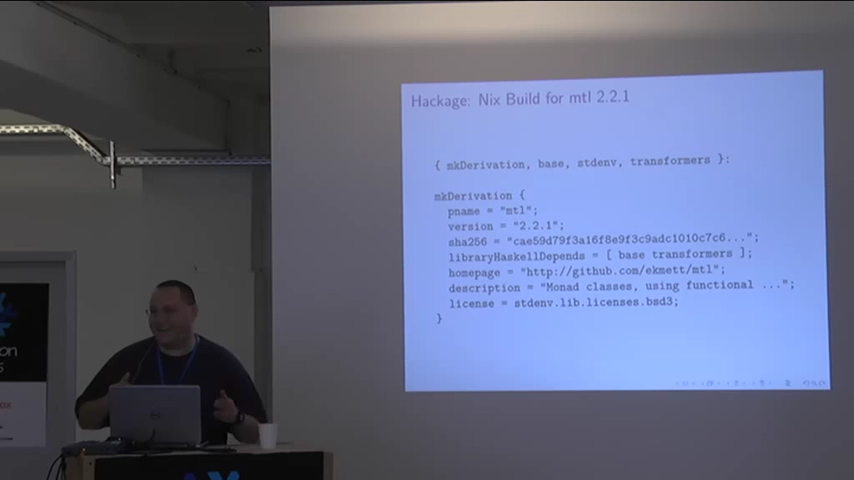 Hackage: Nix Build for mtl 2.2.1
{ mkDerivation, base, stdenv, transformers }:
mkDerivation {
pname = "mtl";
version = "2.2.1";
sha256 = "cae59d79f3a16f8e9f3c9adc1010c7c6...";
libraryHaskellDepends = [ base transformers ];
homepage = "http://github.com/ekmett/mtl";
description = "Monad classes, using functional ...";
license = stdenv.lib.licenses.bsd3;
}